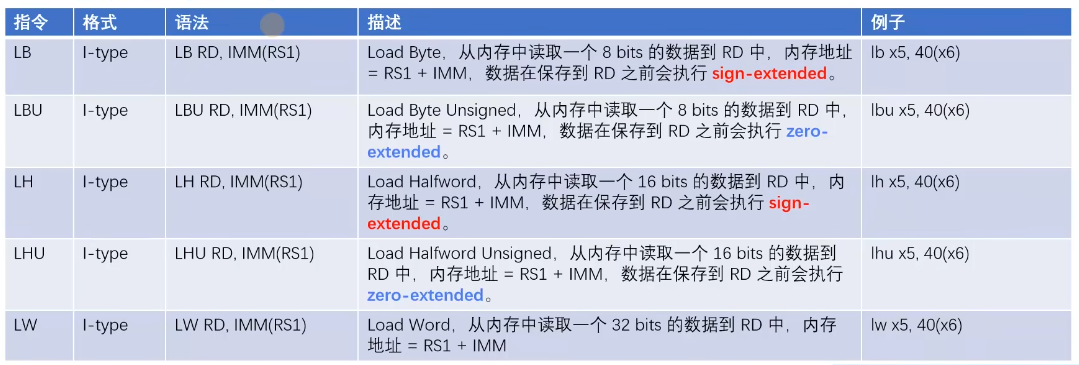 指令 格式 语法 描述 例子
LB I-type LB RD, IMM(RS1) Load Byte，从内存中读取一个 8 bits 的数据到 RD 中，内存地址 lb x5, 40(x6)
= RS1 + IMM，数据在保存到 RD 之前会执行 sign-extended。
LBU I-type LBU RD, IMM(RS1) Load Byte Unsigned，从内存中读取一个 8 bits 的数据到 RD 中， lbu x5, 40(x6)
内存地址 = RS1 + IMM，数据在保存到 RD 之前会执行 zero-
extended。
LH I-type LH RD, IMM(RS1) Load Halfword，从内存中读取一个 16 bits 的数据到 RD 中，内 lh x5, 40(x6)
存地址 = RS1 + IMM，数据在保存到 RD 之前会执行 sign-
extended。
LHU I-type LHU RD, IMM(RS1) Load Halfword Unsigned，从内存中读取一个 16 bits 的数据到 lhu x5, 40(x6)
RD 中，内存地址 = RS1 + IMM，数据在保存到 RD 之前会执行
zero-extended。
LW I-type LW RD, IMM(RS1) Load Word，从内存中读取一个 32 bits 的数据到 RD 中，内存 lw x5, 40(x6)
地址 = RS1 + IMM